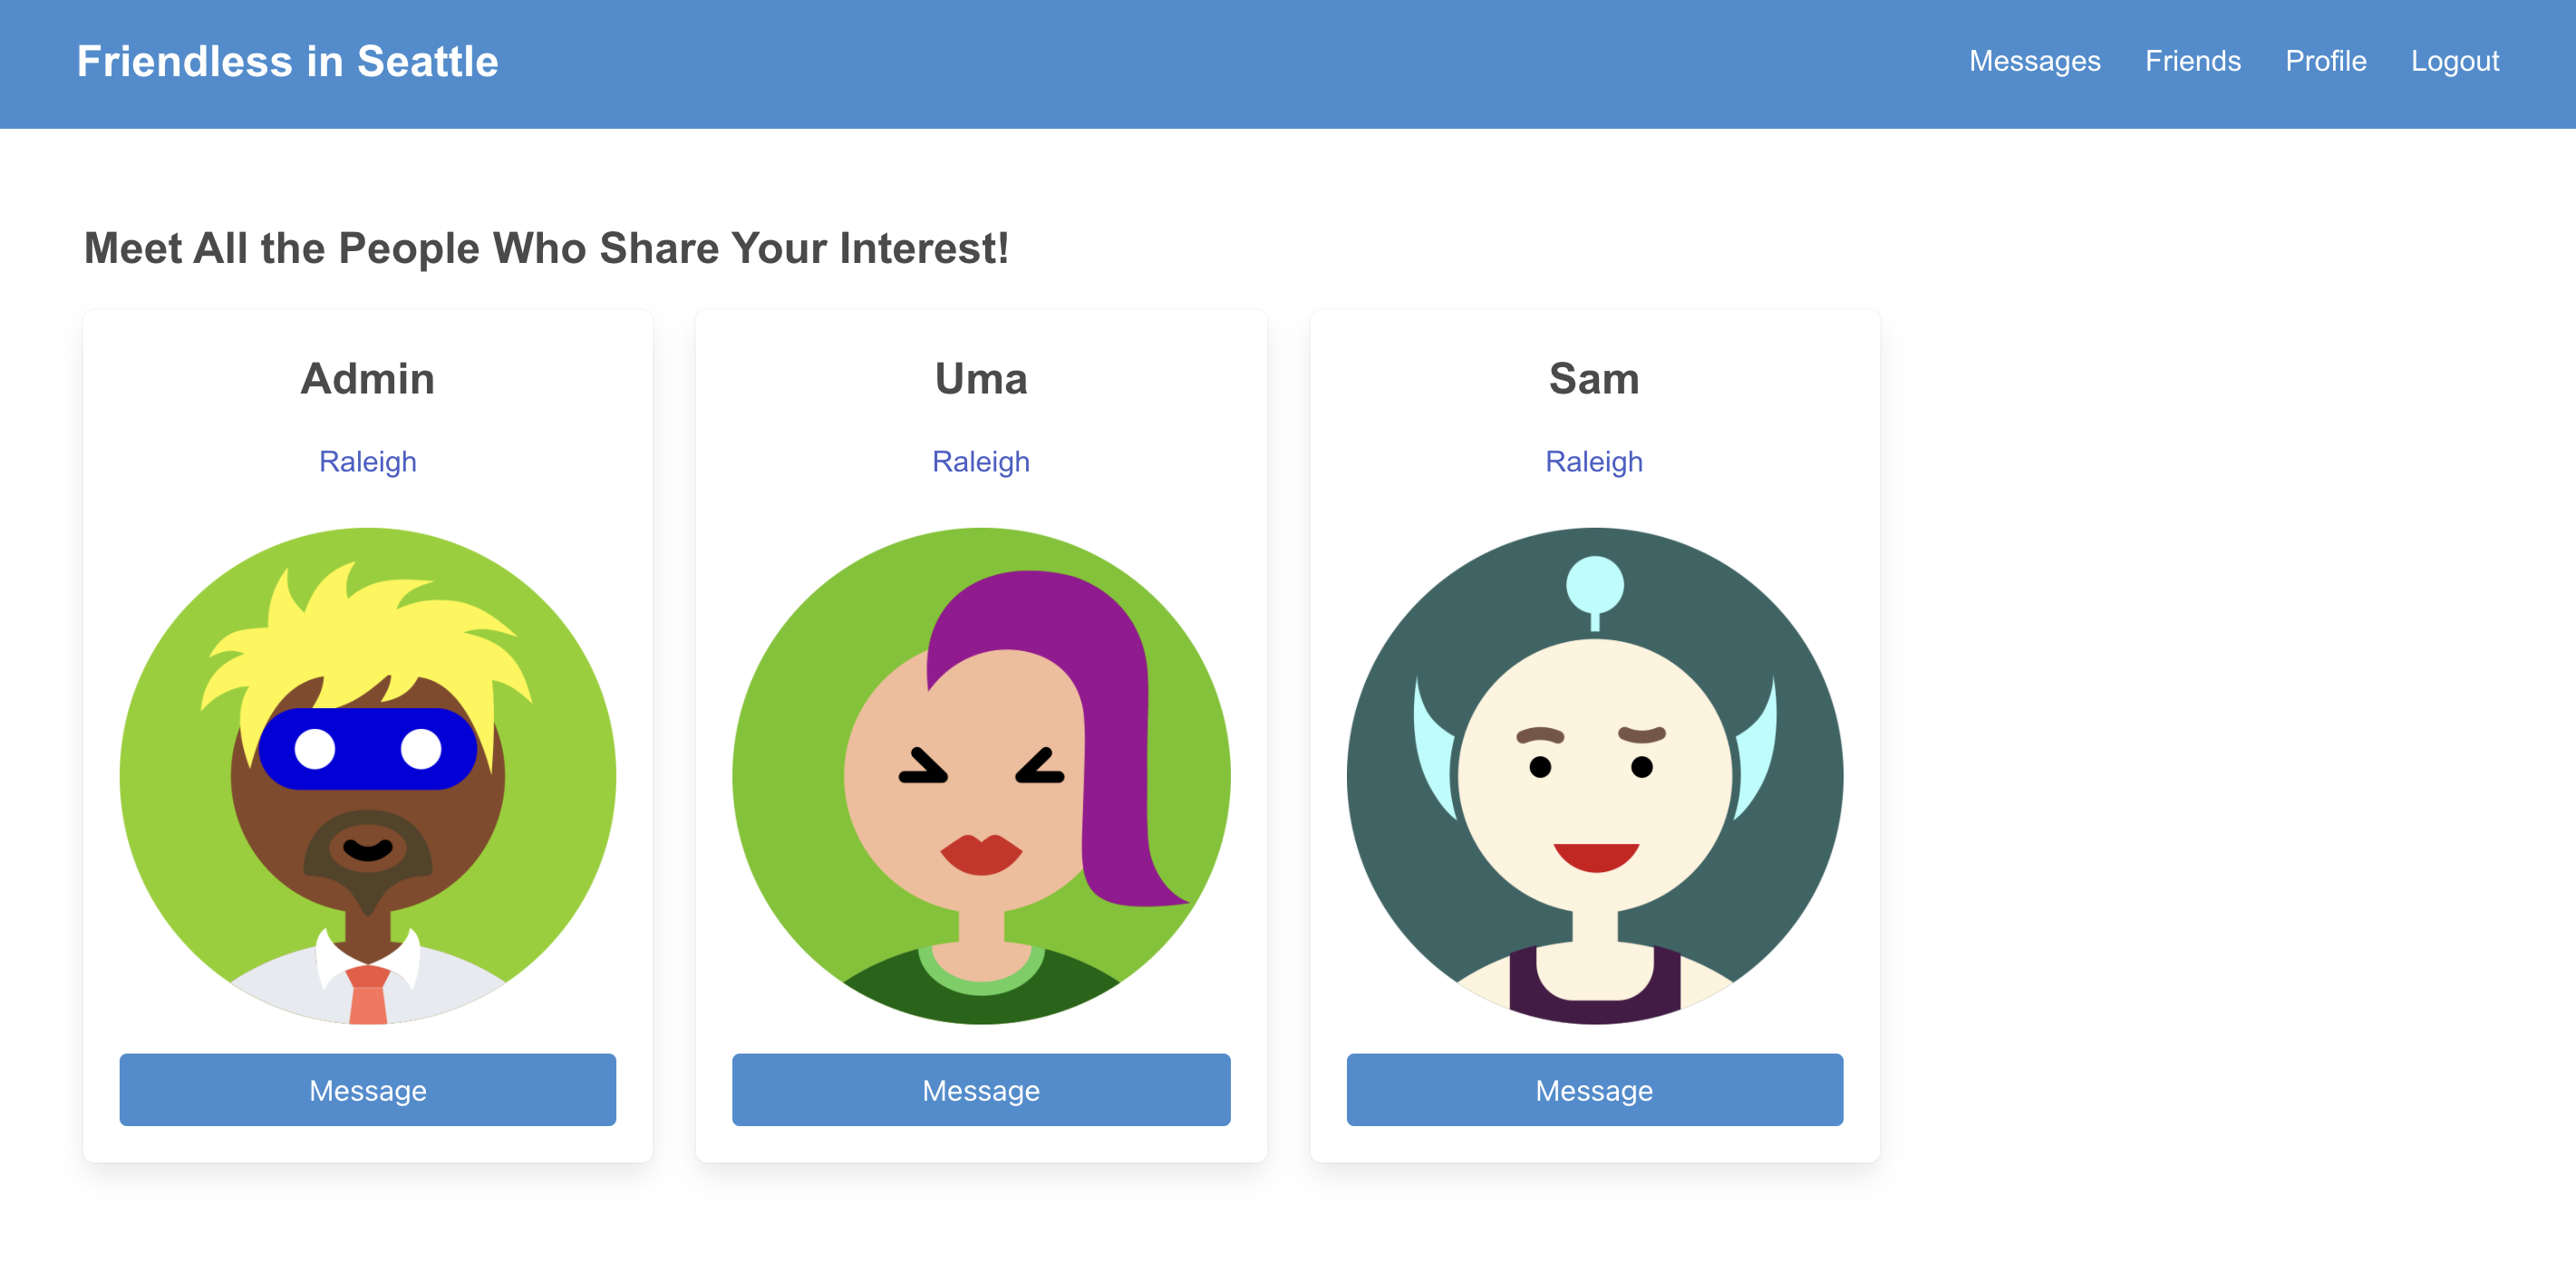 Friendless in Seattle
Messages Friends Profile Logout
Meet All the People Who Share Your Interest!
Admin
Raleigh
Message
Uma
Raleigh
Message
Sam
Raleigh
Message